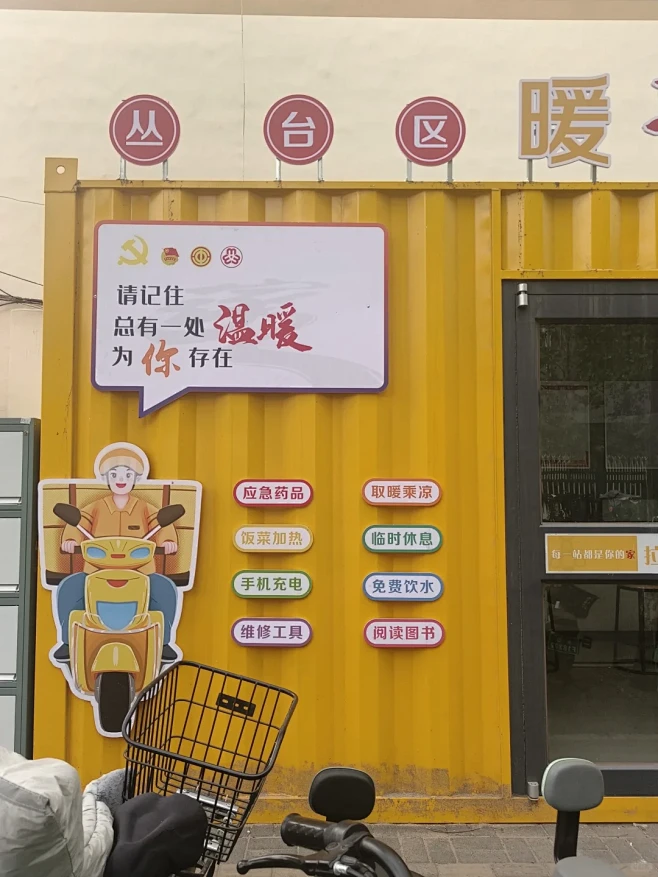 丛台区暖
请记住
总有一处温暖
为你存在
应急药品
取暖乘凉
饭菜加热
临时休息
手机充电
免费饮水
维修工具
阅读图书
每一站都是你的家